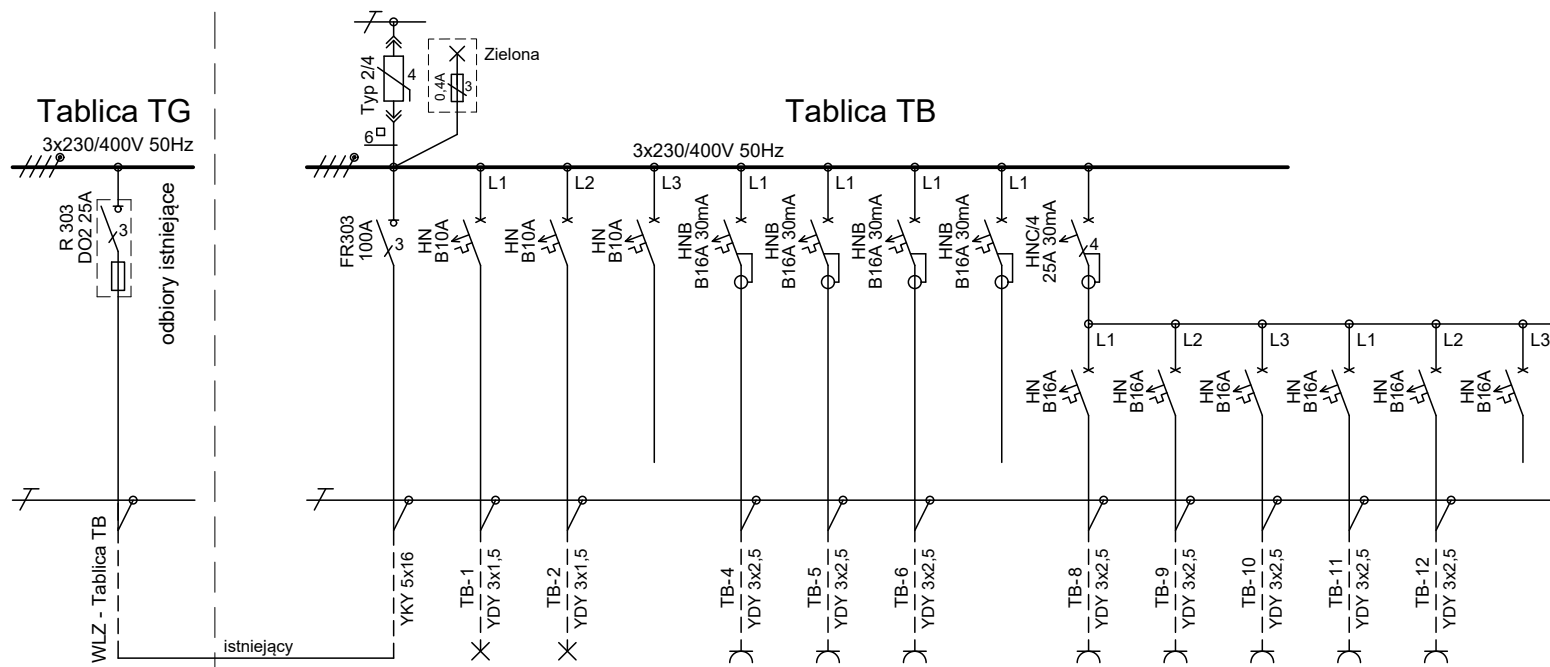 Tablica TG
3x230/400V 50Hz
R 303
DO2 25A
3
odbiory istniejące
WLZ - Tablica TB
istniejący
Typ 2/4
4
6
0,4A
3
Zielona
Tablica TB
3x230/400V 50Hz
FR303
100A
3
L1
HN
B10A
L2
HN
B10A
L3
HN
B10A
L1
HNB
B16A 30mA
L1
HNB
B16A 30mA
L1
HNB
B16A 30mA
L1
HNB
B16A 30mA
HNC/4
25A 30mA
4
L1
HN
B16A
L2
HN
B16A
L3
HN
B16A
L1
HN
B16A
L2
HN
B16A
L3
HN
B16A
YKY 5x16
TB-1
YDY 3x1,5
TB-2
YDY 3x1,5
TB-4
YDY 3x2,5
TB-5
YDY 3x2,5
TB-6
YDY 3x2,5
TB-8
YDY 3x2,5
TB-9
YDY 3x2,5
TB-10
YDY 3x2,5
TB-11
YDY 3x2,5
TB-12
YDY 3x2,5